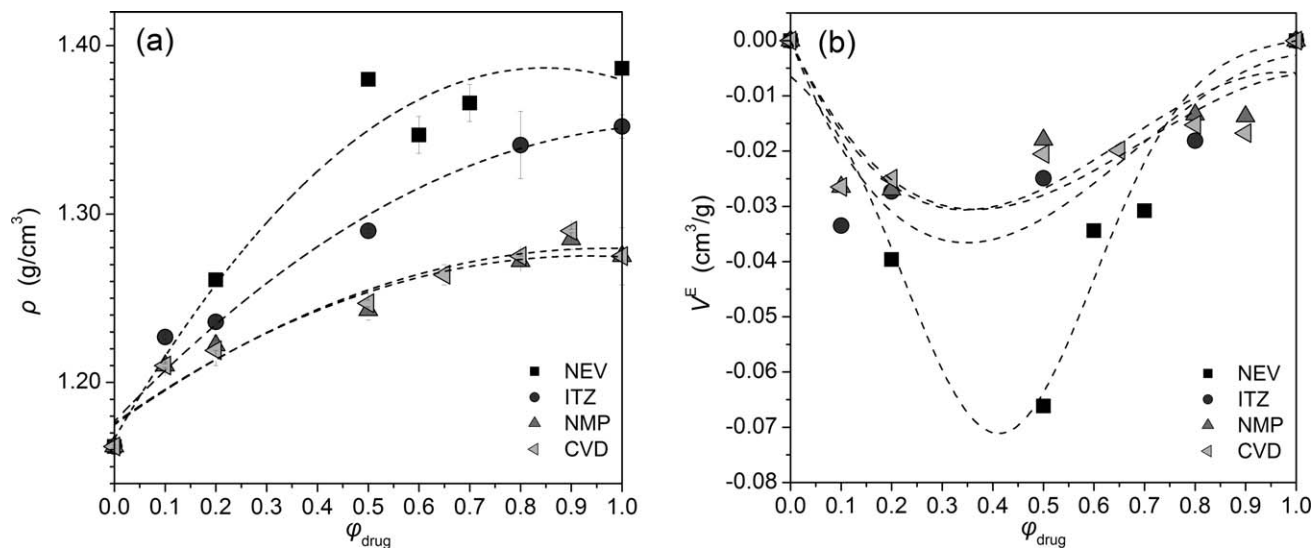 (a)
1.40
1.30
1.20
ρ (g/cm³)
NEV
ITZ
NMP
CVD
0.0 0.1 0.2 0.3 0.4 0.5 0.6 0.7 0.8 0.9 1.0
φdrug
(b)
0.00
-0.01
-0.02
-0.03
-0.04
-0.05
-0.06
-0.07
-0.08
Vᴱ (cm³/g)
NEV
ITZ
NMP
CVD
0.0 0.1 0.2 0.3 0.4 0.5 0.6 0.7 0.8 0.9 1.0
φdrug